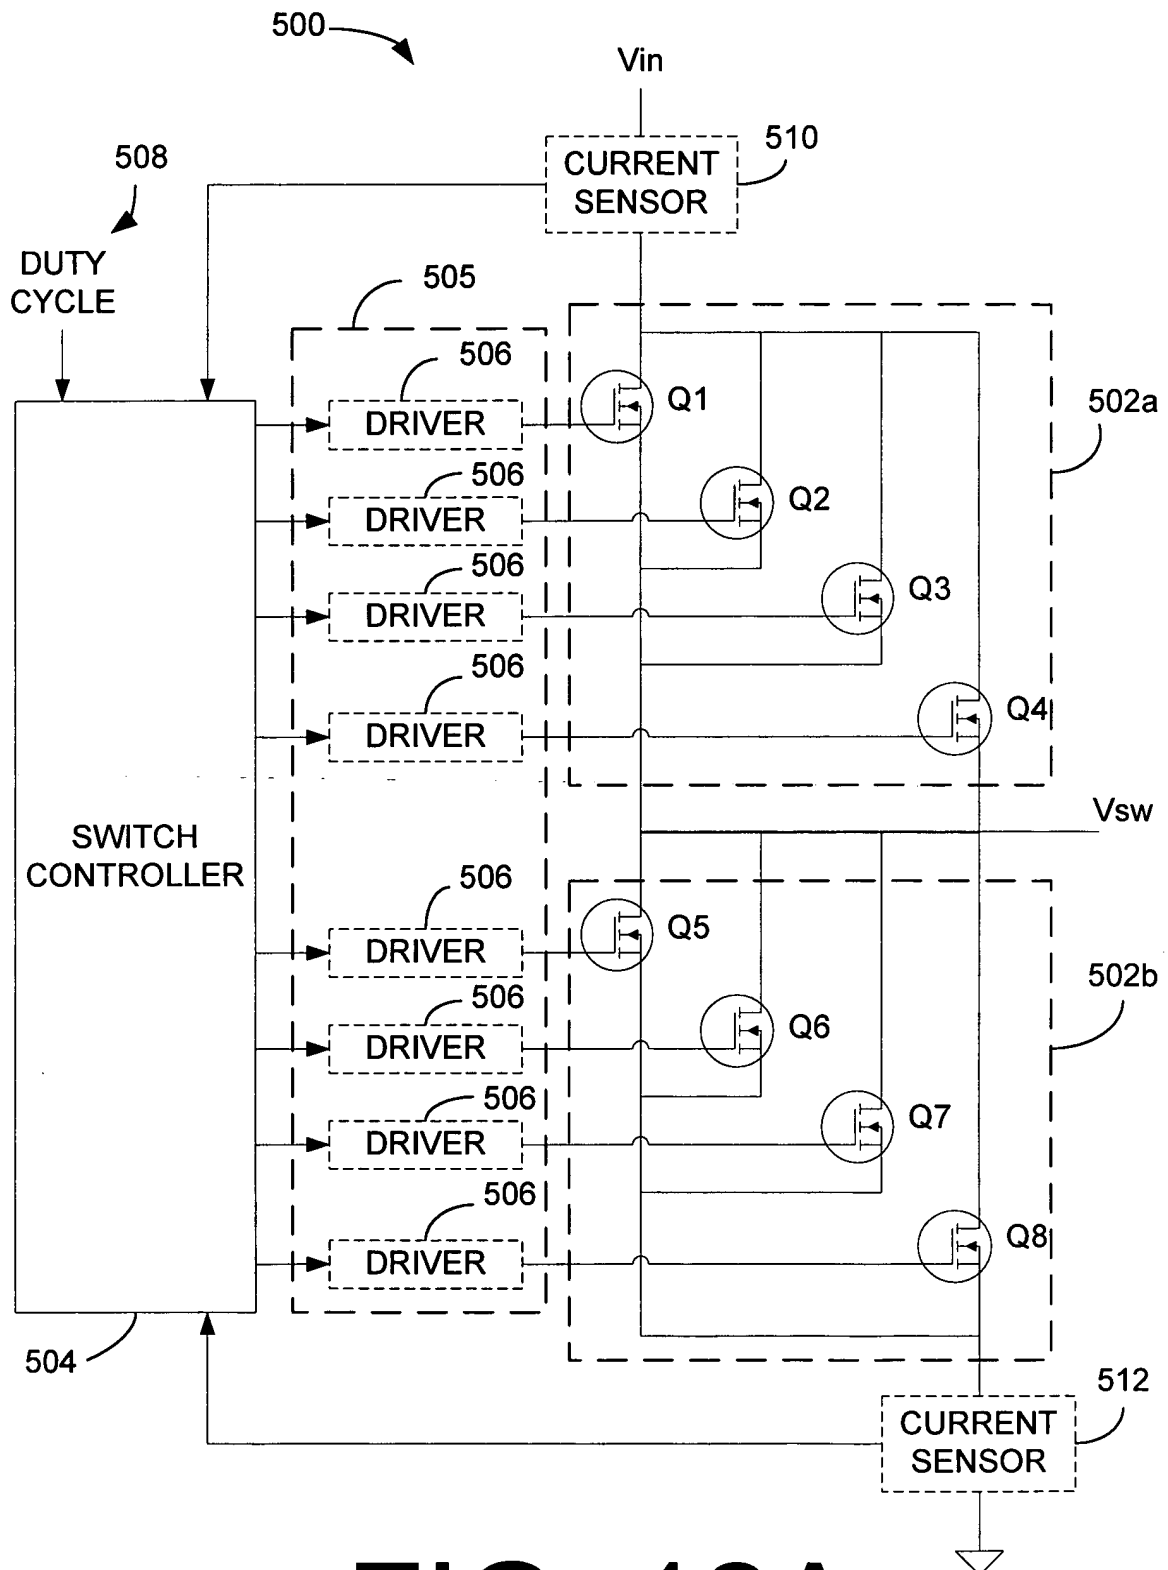 500
Vin
510
CURRENT
SENSOR
508
DUTY
CYCLE
505
506
DRIVER
Q1
502a
506
DRIVER
Q2
506
DRIVER
Q3
506
DRIVER
Q4
Vsw
SWITCH
CONTROLLER
506
DRIVER
Q5
502b
506
DRIVER
Q6
506
DRIVER
Q7
506
DRIVER
Q8
504
512
CURRENT
SENSOR